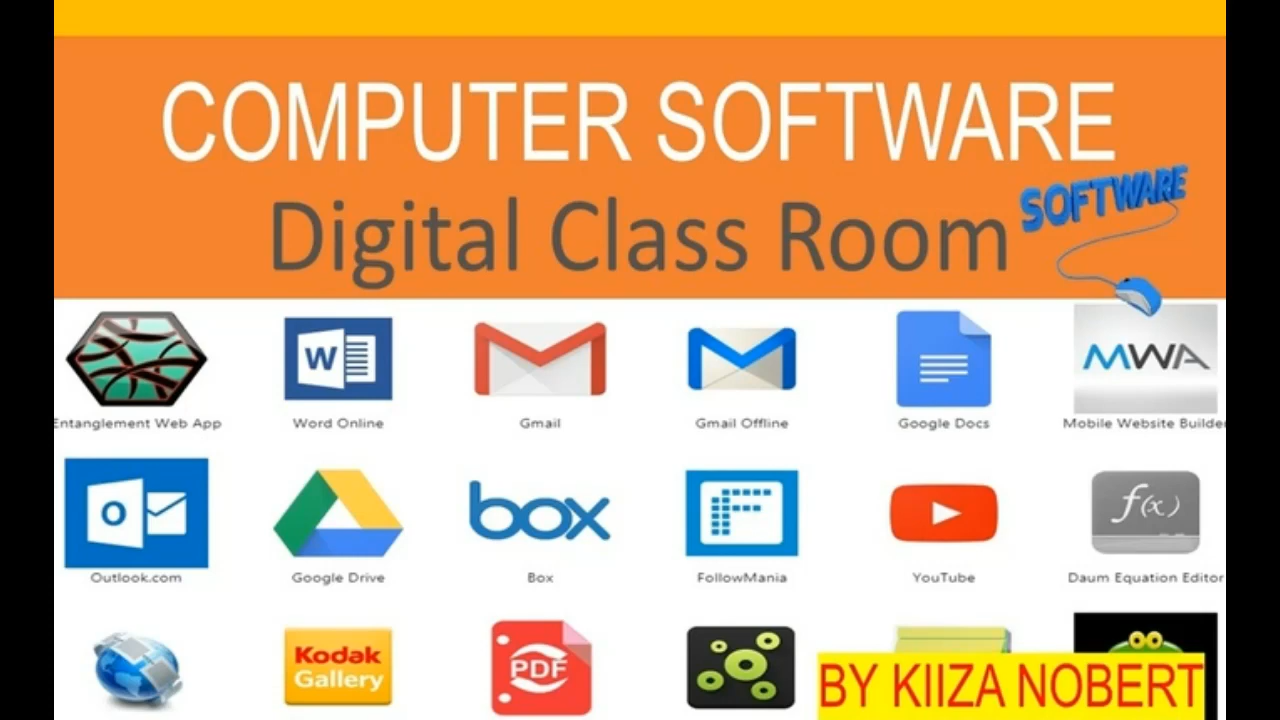 COMPUTER SOFTWARE
Digital Class Room
SOFTWARE
W
MWA
Entanglement Web App
Word Online
Gmail
Gmail Offline
Google Docs
Mobile Website Builder
O
box
F
f(x)
Outlook.com
Google Drive
Box
FollowMania
YouTube
Daum Equation Editor
Kodak
Gallery
PDF
BY KIIZA NOBERT